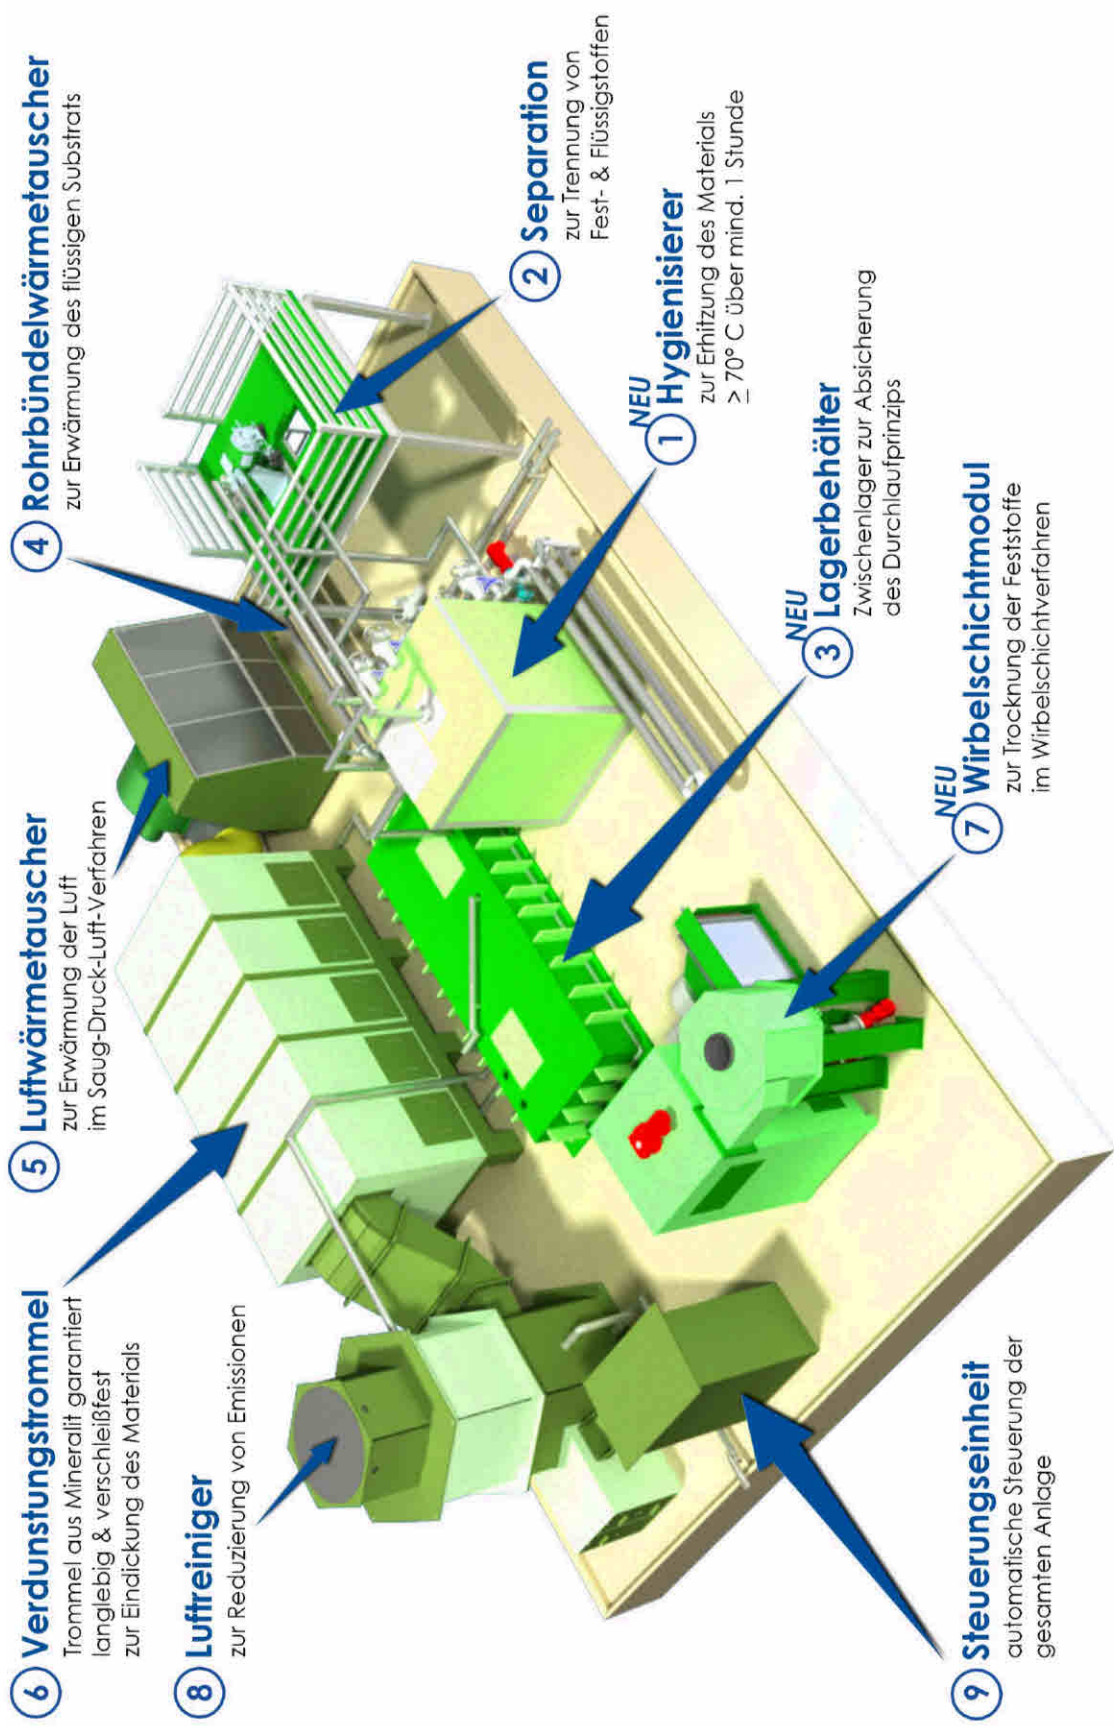 6 Verdunstungstrommel
Trommel aus Mineralit garantiert
langlebig & verschleißfest
zur Eindickung des Materials
5 Luftwärmetauscher
zur Erwärmung der Luft
im Saug-Druck-Luft-Verfahren
4 Rohrbündelwärmetauscher
zur Erwärmung des flüssigen Substrats
8 Luftreiniger
zur Reduzierung von Emissionen
2 Separation
zur Trennung von
Fest- & Flüssigstoffen
NEU
1 Hygienisierer
zur Erhitzung des Materials
≥ 70° C über mind. 1 Stunde
NEU
3 Lagerbehälter
Zwischenlager zur Absicherung
des Durchlaufprinzips
NEU
7 Wirbelschichtmodul
zur Trocknung der Feststoffe
im Wirbelschichtverfahren
9 Steuerungseinheit
automatische Steuerung der
gesamten Anlage